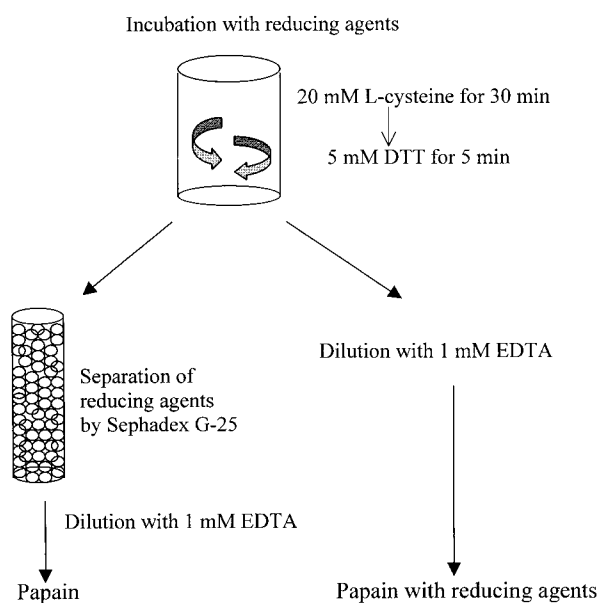 Incubation with reducing agents
20 mM L-cysteine for 30 min
5 mM DTT for 5 min
Separation of
reducing agents
by Sephadex G-25
Dilution with 1 mM EDTA
Papain
Dilution with 1 mM EDTA
Papain with reducing agents